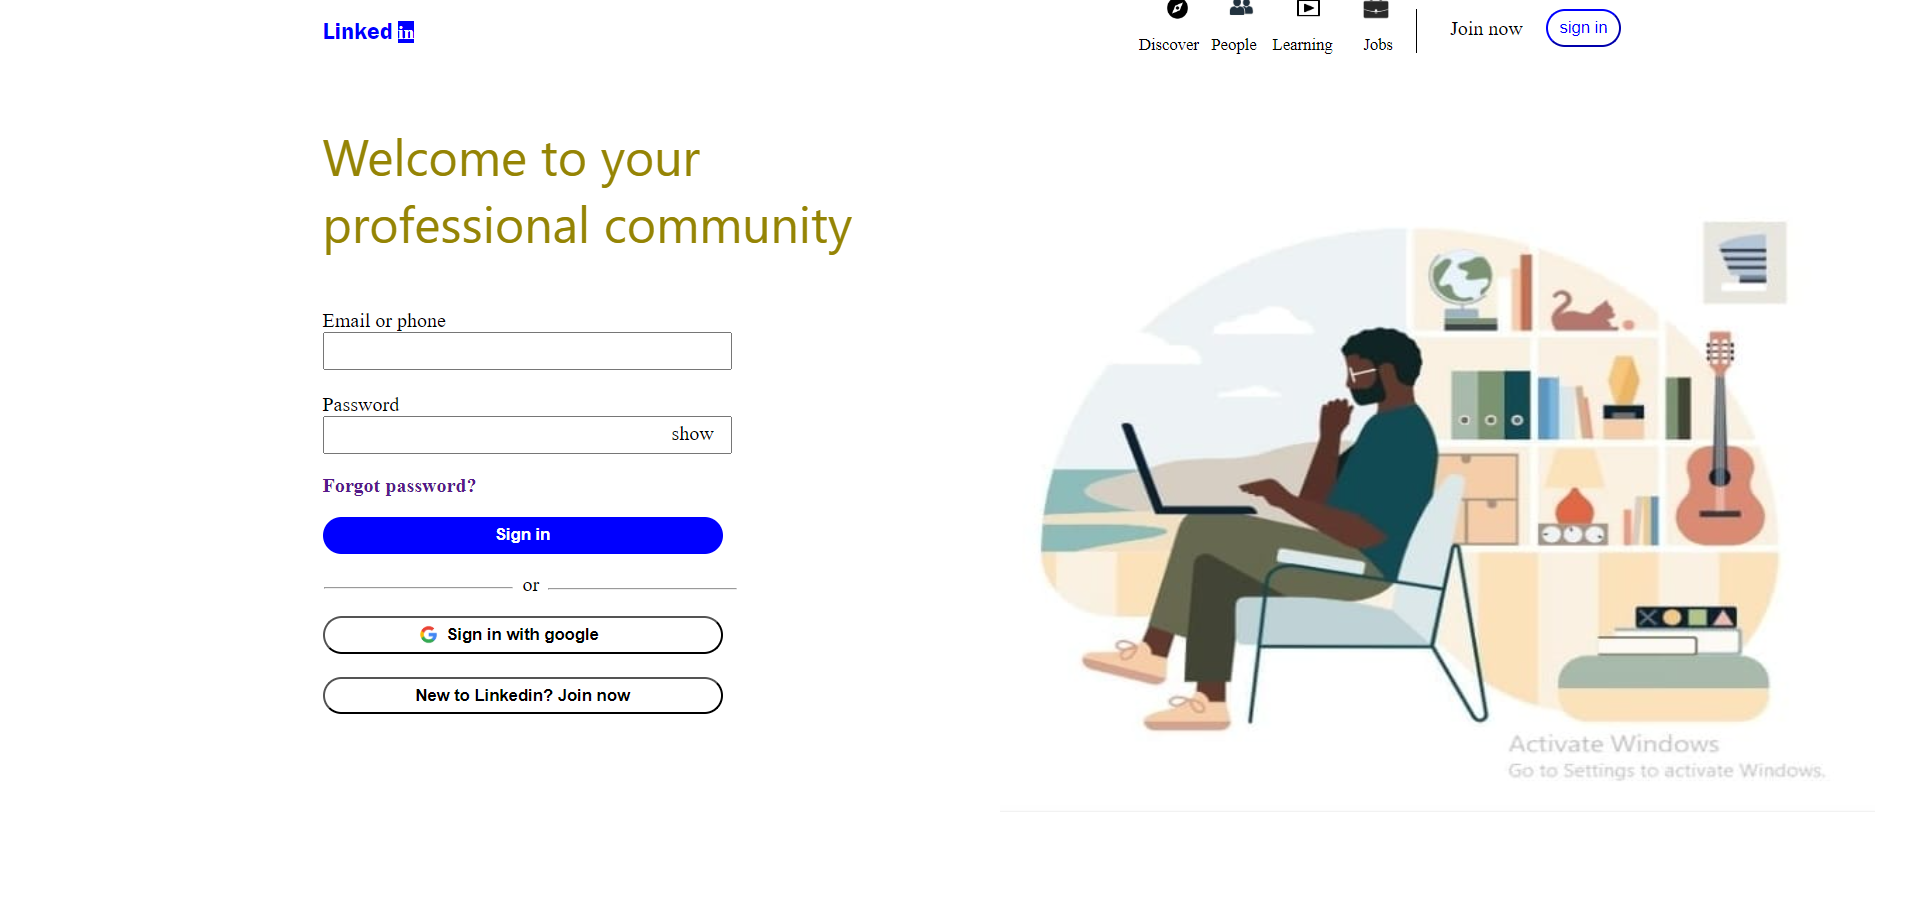 Linked in
Discover People Learning Jobs Join now sign in
Welcome to your
professional community
Email or phone
Password
show
Forgot password?
Sign in
or
Sign in with google
New to Linkedin? Join now
Activate Windows
Go to Settings to activate Windows.